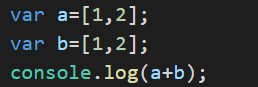 var a=[1,2];
var b=[1,2];
console.log(a+b);